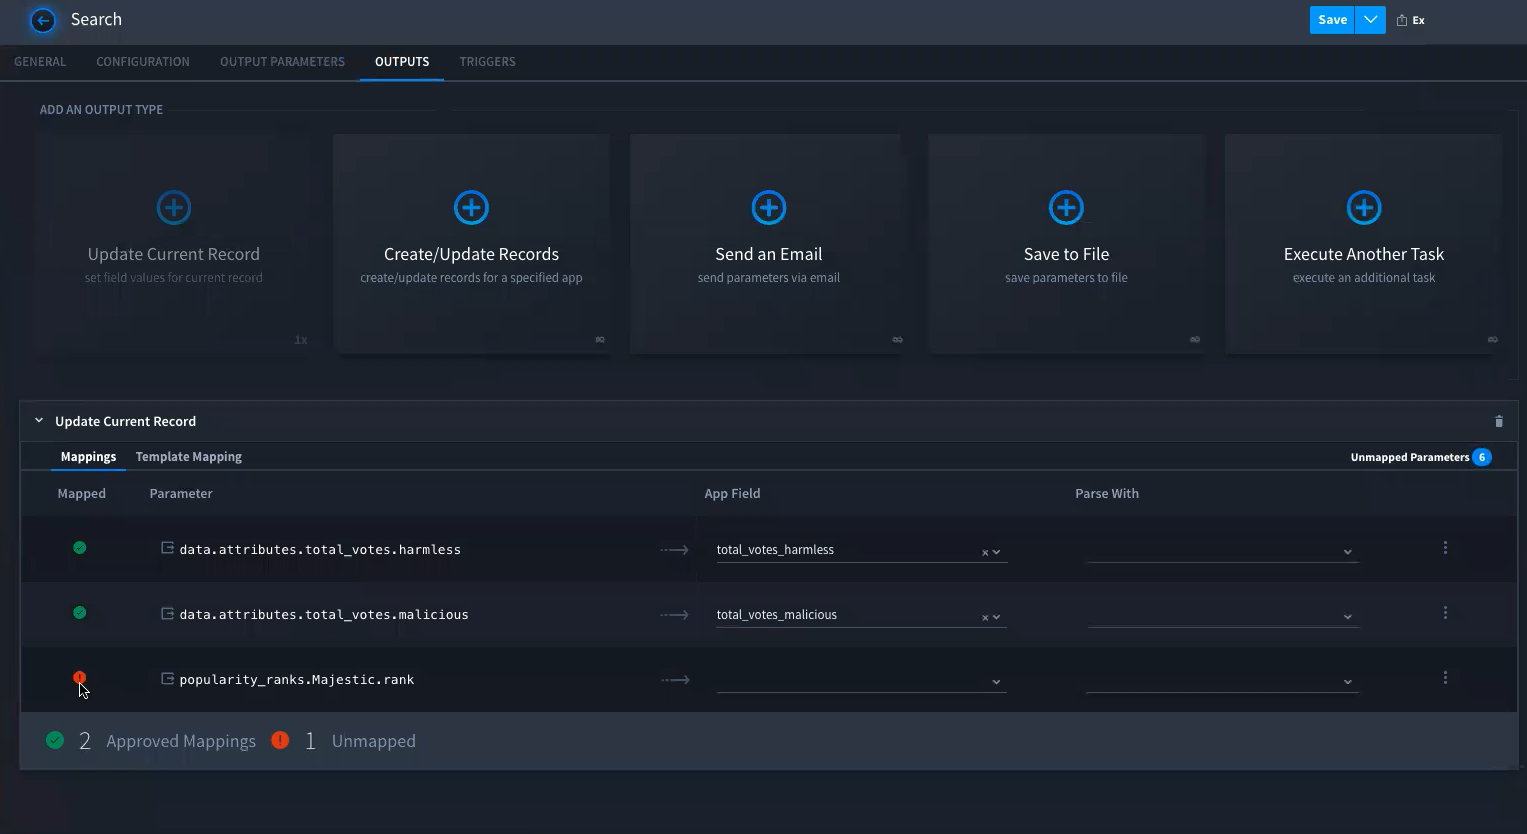 Search
Save
Ex
GENERAL CONFIGURATION OUTPUT PARAMETERS OUTPUTS TRIGGERS
ADD AN OUTPUT TYPE
Update Current Record
set field values for current record
1x
Create/Update Records
create/update records for a specified app
∞
Send an Email
send parameters via email
∞
Save to File
save parameters to file
∞
Execute Another Task
execute an additional task
∞
Update Current Record
Mappings Template Mapping Unmapped Parameters 6
Mapped Parameter App Field Parse With
data.attributes.total_votes.harmless total_votes_harmless
data.attributes.total_votes.malicious total_votes_malicious
popularity_ranks.Majestic.rank
2 Approved Mappings 1 Unmapped